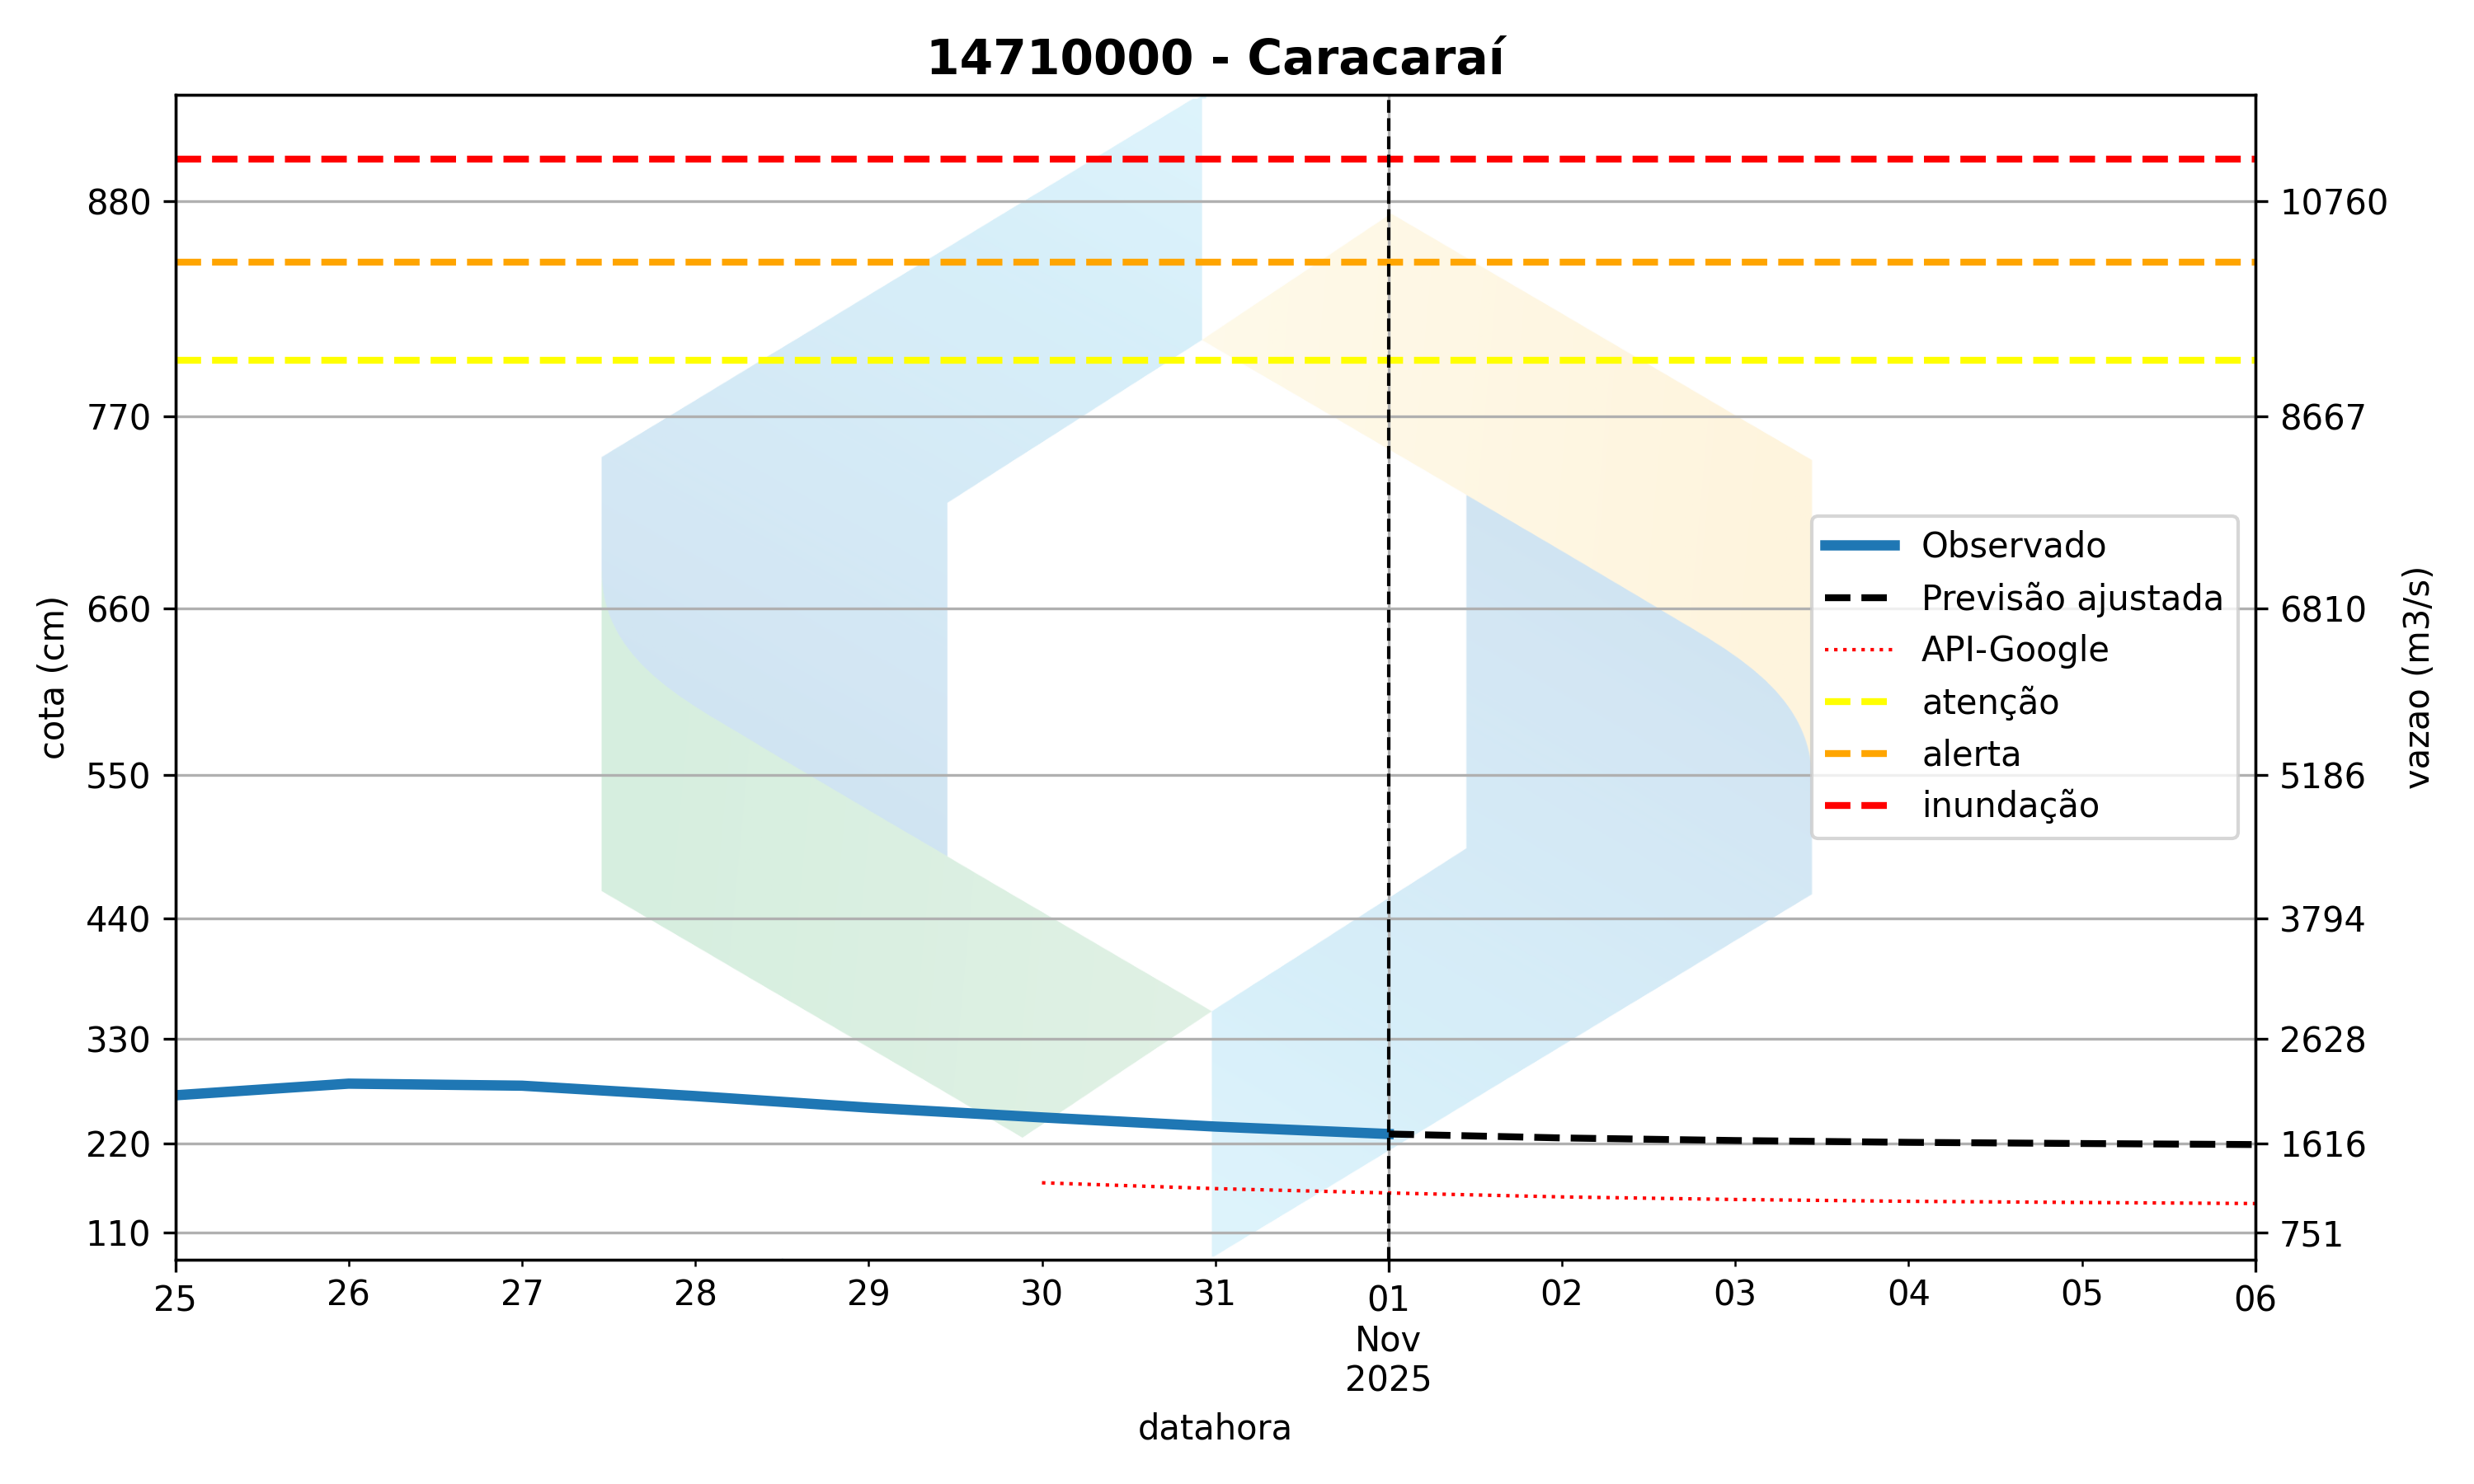 14710000 - Caracaraí
880
770
660
550
440
330
220
110
cota (cm)
10760
8667
6810
5186
3794
2628
1616
751
vazao (m3/s)
Observado
Previsão ajustada
API-Google
atenção
alerta
inundação
25 26 27 28 29 30 31 01 02 03 04 05 06
Nov
2025
datahora